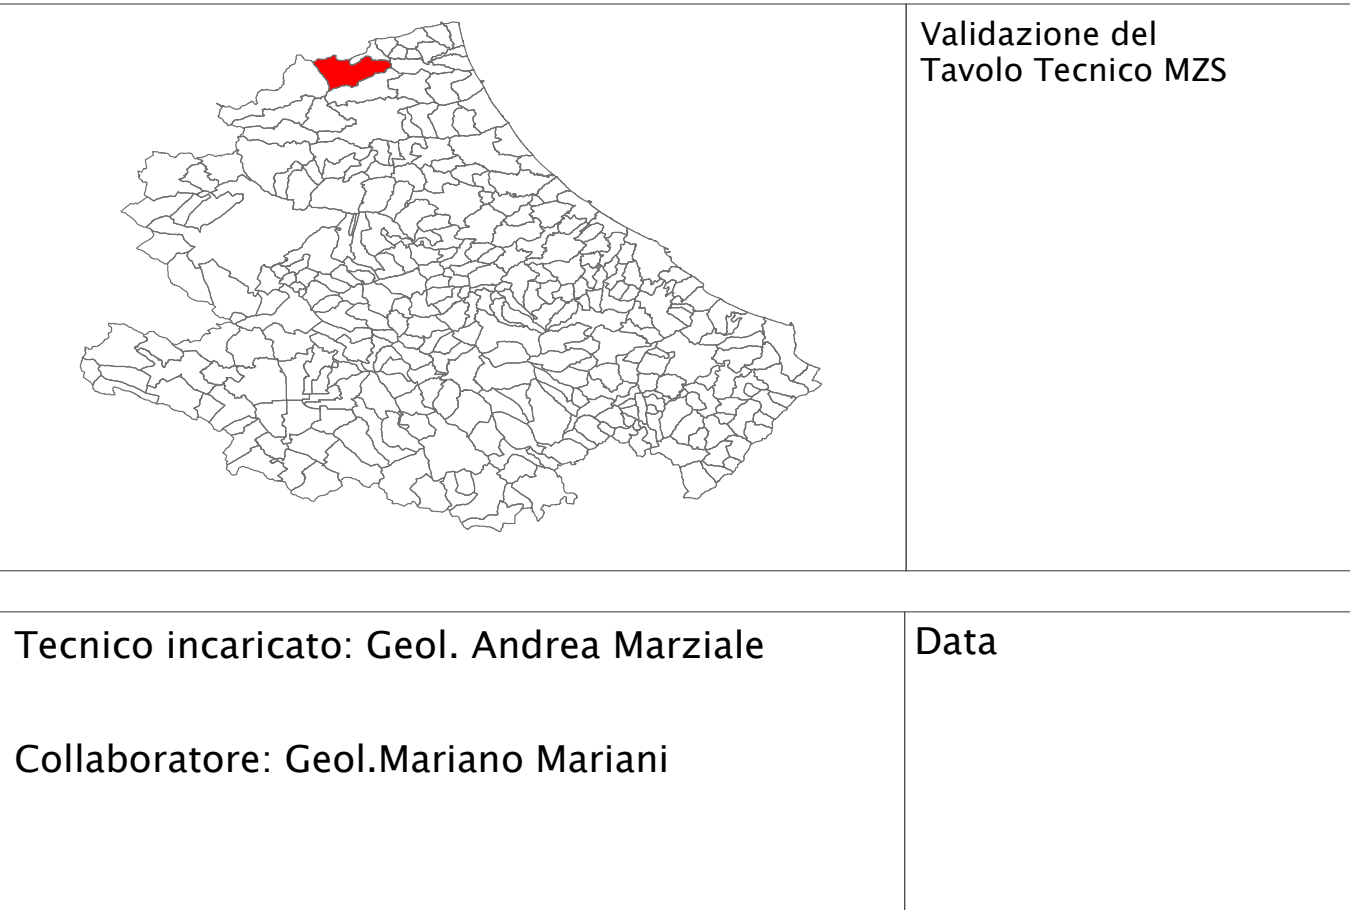 Validazione del
Tavolo Tecnico MZS
Tecnico incaricato: Geol. Andrea Marziale
Data
Collaboratore: Geol.Mariano Mariani